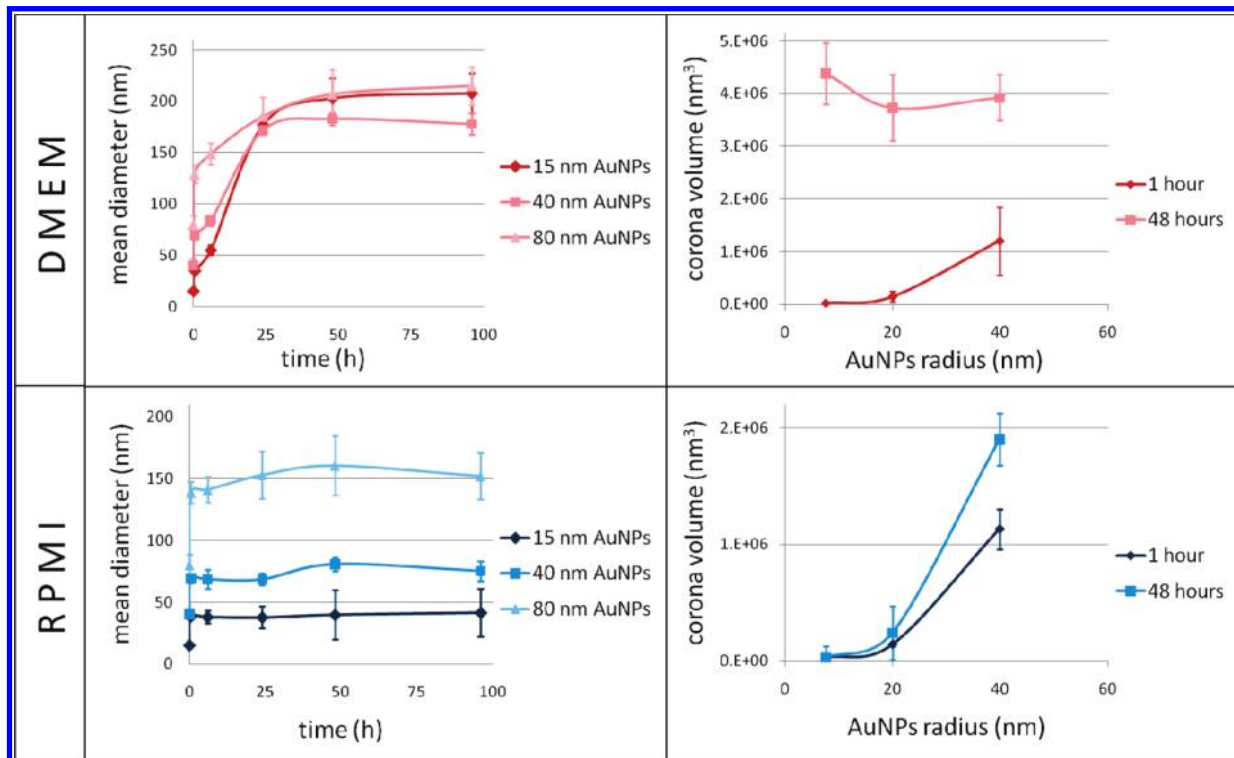 DMEM
250
200
150
100
50
0
mean diameter (nm)
0 25 50 75 100
time (h)
15 nm AuNPs
40 nm AuNPs
80 nm AuNPs
5.E+06
4.E+06
3.E+06
2.E+06
1.E+06
0.E+00
corona volume (nm³)
0 20 40 60
AuNPs radius (nm)
1 hour
48 hours
RPMI
200
150
100
50
0
mean diameter (nm)
0 25 50 75 100
time (h)
15 nm AuNPs
40 nm AuNPs
80 nm AuNPs
2.E+06
1.E+06
0.E+00
corona volume (nm³)
0 20 40 60
AuNPs radius (nm)
1 hour
48 hours